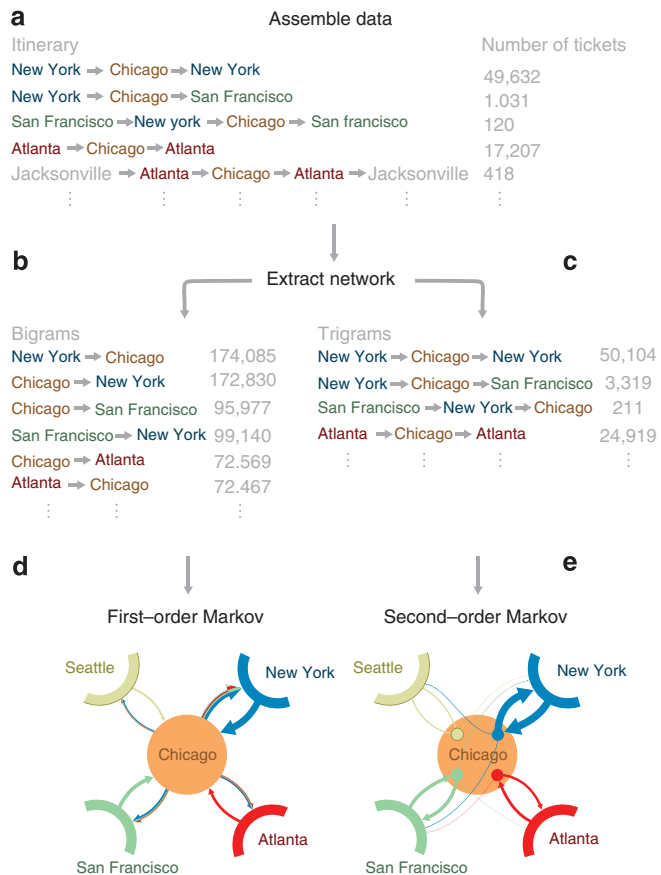 a
Assemble data
Itinerary Number of tickets
New York → Chicago → New York 49,632
New York → Chicago → San Francisco 1.031
San Francisco → New york → Chicago → San francisco 120
Atlanta → Chicago → Atlanta 17,207
Jacksonville → Atlanta → Chicago → Atlanta → Jacksonville 418
b
Extract network
c
Bigrams
New York → Chicago 174,085
Chicago → New York 172,830
Chicago → San Francisco 95,977
San Francisco → New York 99,140
Chicago → Atlanta 72.569
Atlanta → Chicago 72.467
Trigrams
New York → Chicago → New York 50,104
New York → Chicago → San Francisco 3,319
San Francisco → New York → Chicago 211
Atlanta → Chicago → Atlanta 24,919
d
First–order Markov
Seattle
New York
Chicago
San Francisco
Atlanta
e
Second–order Markov
Seattle
New York
Chicago
San Francisco
Atlanta